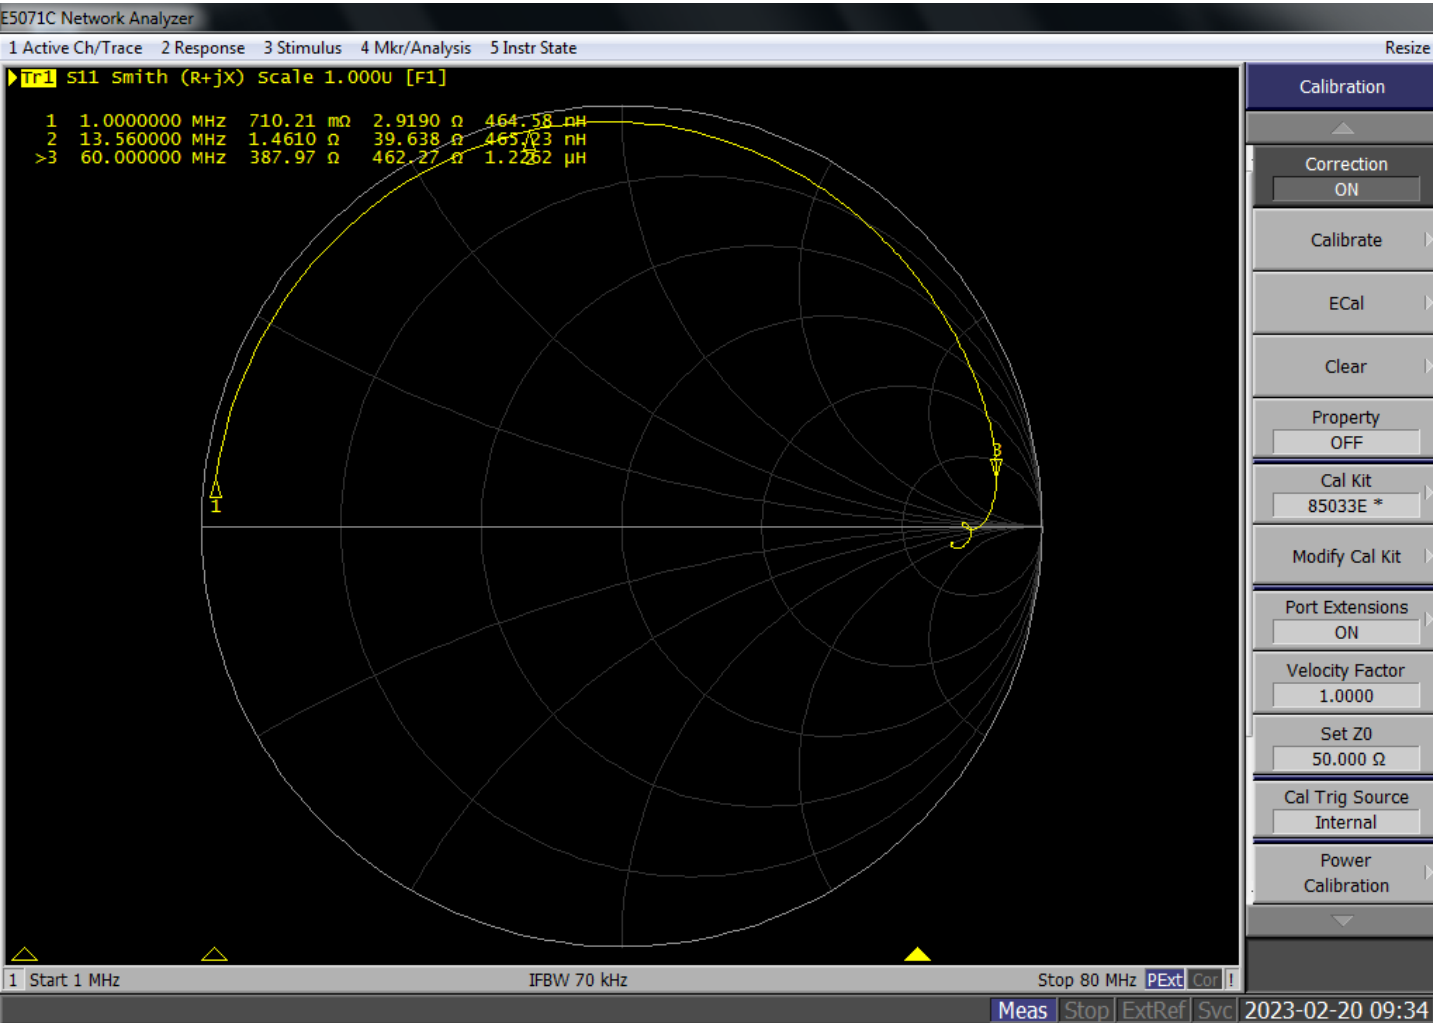 E5071C Network Analyzer
1 Active Ch/Trace 2 Response 3 Stimulus 4 Mkr/Analysis 5 Instr State
Resize
Tr1 S11 Smith (R+jX) Scale 1.000U [F1]
1 1.0000000 MHz 710.21 mΩ 2.9190 Ω 464.58 nH
2 13.560000 MHz 1.4610 Ω 39.638 Ω 465.23 nH
>3 60.000000 MHz 387.97 Ω 462.27 Ω 1.2262 µH
2
3
1
Calibration
Correction
ON
Calibrate
ECal
Clear
Property
OFF
Cal Kit
85033E *
Modify Cal Kit
Port Extensions
ON
Velocity Factor
1.0000
Set Z0
50.000 Ω
Cal Trig Source
Internal
Power
Calibration
1 Start 1 MHz
IFBW 70 kHz
Stop 80 MHz PExt Cor !
Meas Stop ExtRef Svc 2023-02-20 09:34